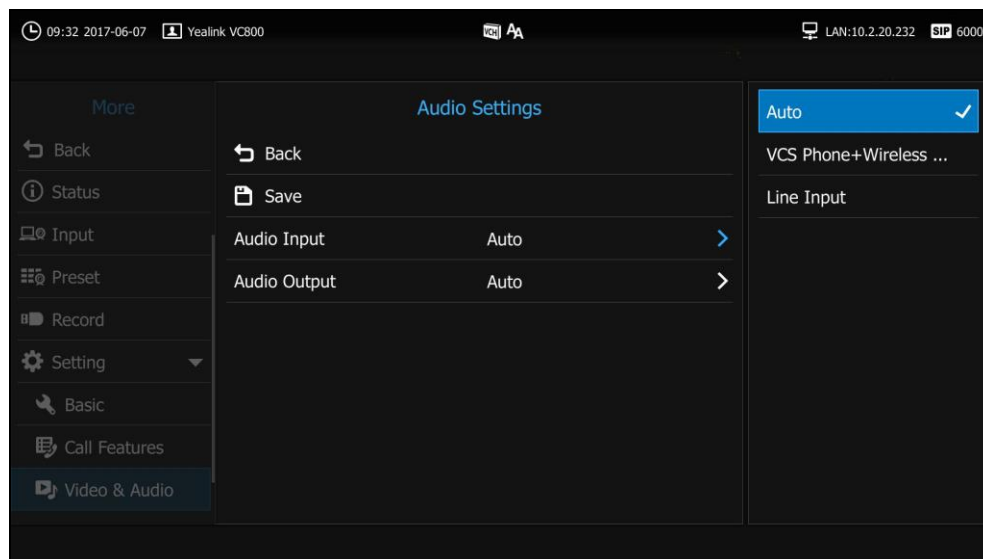 09:32 2017-06-07 Yealink VC800 VCH AA LAN:10.2.20.232 SIP 6000
More
Back
Status
Input
Preset
Record
Setting
Basic
Call Features
Video & Audio
Audio Settings
Back
Save
Audio Input Auto
Audio Output Auto
Auto
VCS Phone+Wireless ...
Line Input